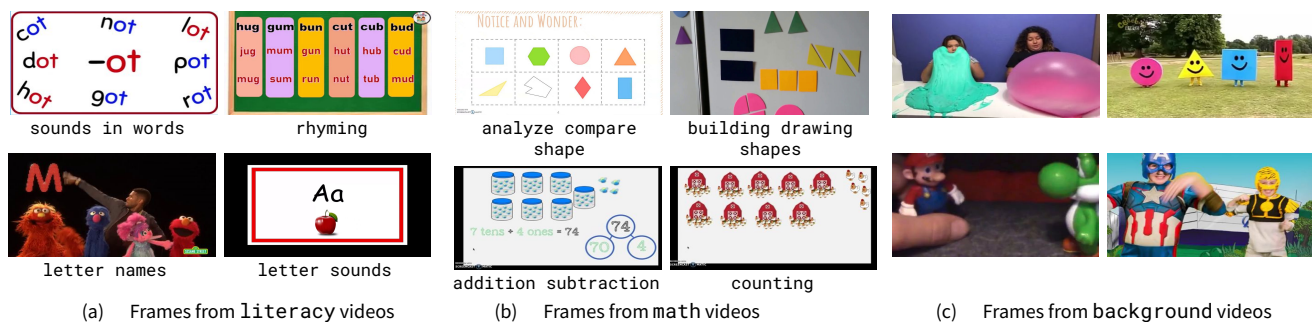 cot not lot
dot -ot pot
hot got rot
sounds in words
hug gum bun cut cub bud
jug mum gun hut hub cud
mug sum run nut tub mud
rhyming
M
letter names
Aa
letter sounds
(a) Frames from literacy videos
NOTICE AND WONDER:
analyze compare
shape
building drawing
shapes
7 tens + 4 ones = 74
74
70 4
addition subtraction
counting
(b) Frames from math videos
(c) Frames from background videos